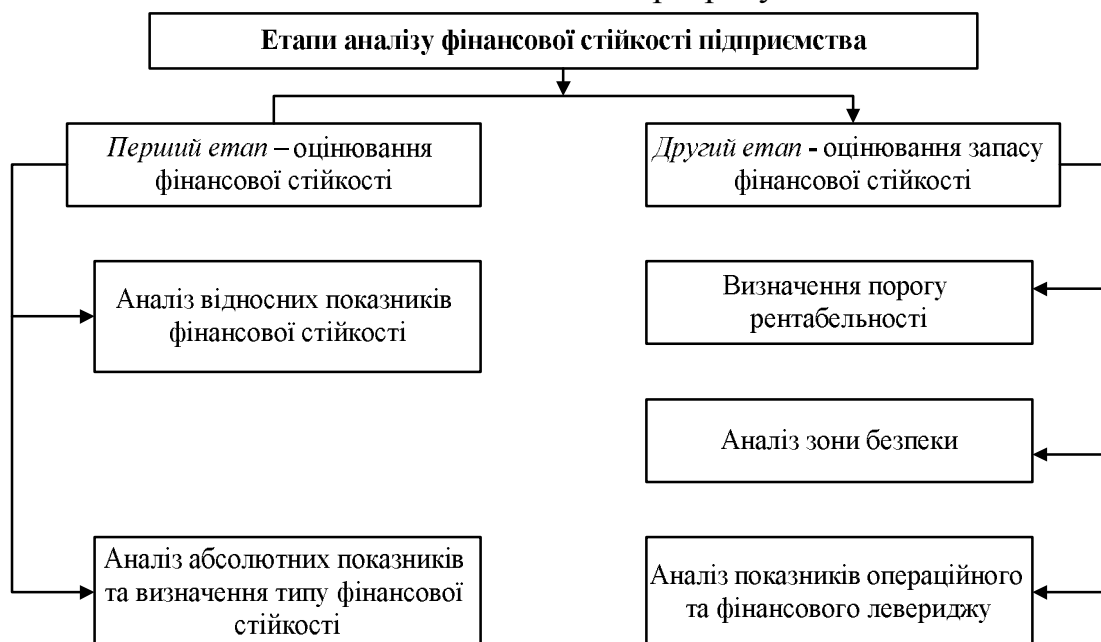 Етапи аналізу фінансової стійкості підприємства
Перший етап – оцінювання
фінансової стійкості
Другий етап - оцінювання запасу
фінансової стійкості
Аналіз відносних показників
фінансової стійкості
Визначення порогу
рентабельності
Аналіз зони безпеки
Аналіз абсолютних показників
та визначення типу фінансової
стійкості
Аналіз показників операційного
та фінансового левериджу